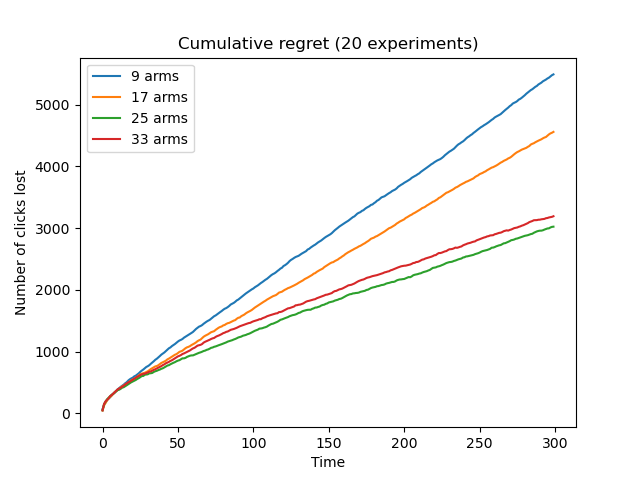 Cumulative regret (20 experiments)
9 arms
17 arms
25 arms
33 arms
Number of clicks lost
5000
4000
3000
2000
1000
0
0 50 100 150 200 250 300
Time